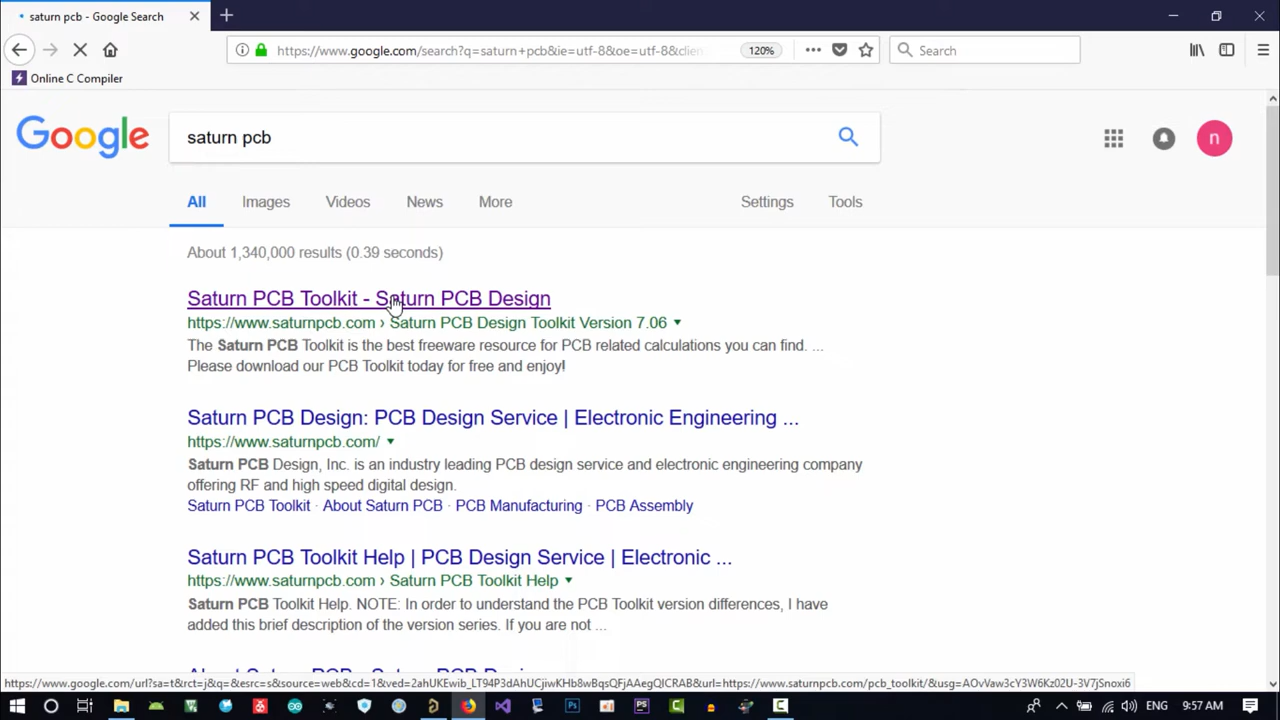 saturn pcb - Google Search
https://www.google.com/search?q=saturn+pcb&ie=utf-8&oe=utf-8&clien
120%
Search
Online C Compiler
Google
saturn pcb
n
All Images Videos News More Settings Tools
About 1,340,000 results (0.39 seconds)
Saturn PCB Toolkit - Saturn PCB Design
https://www.saturnpcb.com › Saturn PCB Design Toolkit Version 7.06
The Saturn PCB Toolkit is the best freeware resource for PCB related calculations you can find. ...
Please download our PCB Toolkit today for free and enjoy!
Saturn PCB Design: PCB Design Service | Electronic Engineering ...
https://www.saturnpcb.com/
Saturn PCB Design, Inc. is an industry leading PCB design service and electronic engineering company
offering RF and high speed digital design.
Saturn PCB Toolkit · About Saturn PCB · PCB Manufacturing · PCB Assembly
Saturn PCB Toolkit Help | PCB Design Service | Electronic ...
https://www.saturnpcb.com › Saturn PCB Toolkit Help
Saturn PCB Toolkit Help. NOTE: In order to understand the PCB Toolkit version differences, I have
added this brief description of the version series. If you are not ...
https://www.google.com/url?sa=t&rct=j&q=&esrc=s&source=web&cd=1&ved=2ahUKEwib_LT94P3dAhUCjiwKHb8wBqsQFjAAegQICRAB&url=https://www.saturnpcb.com/pcb_toolkit/&usg=AOvVaw3cY3W6Kz02U-3V7jSnoxi6
ENG 9:57 AM